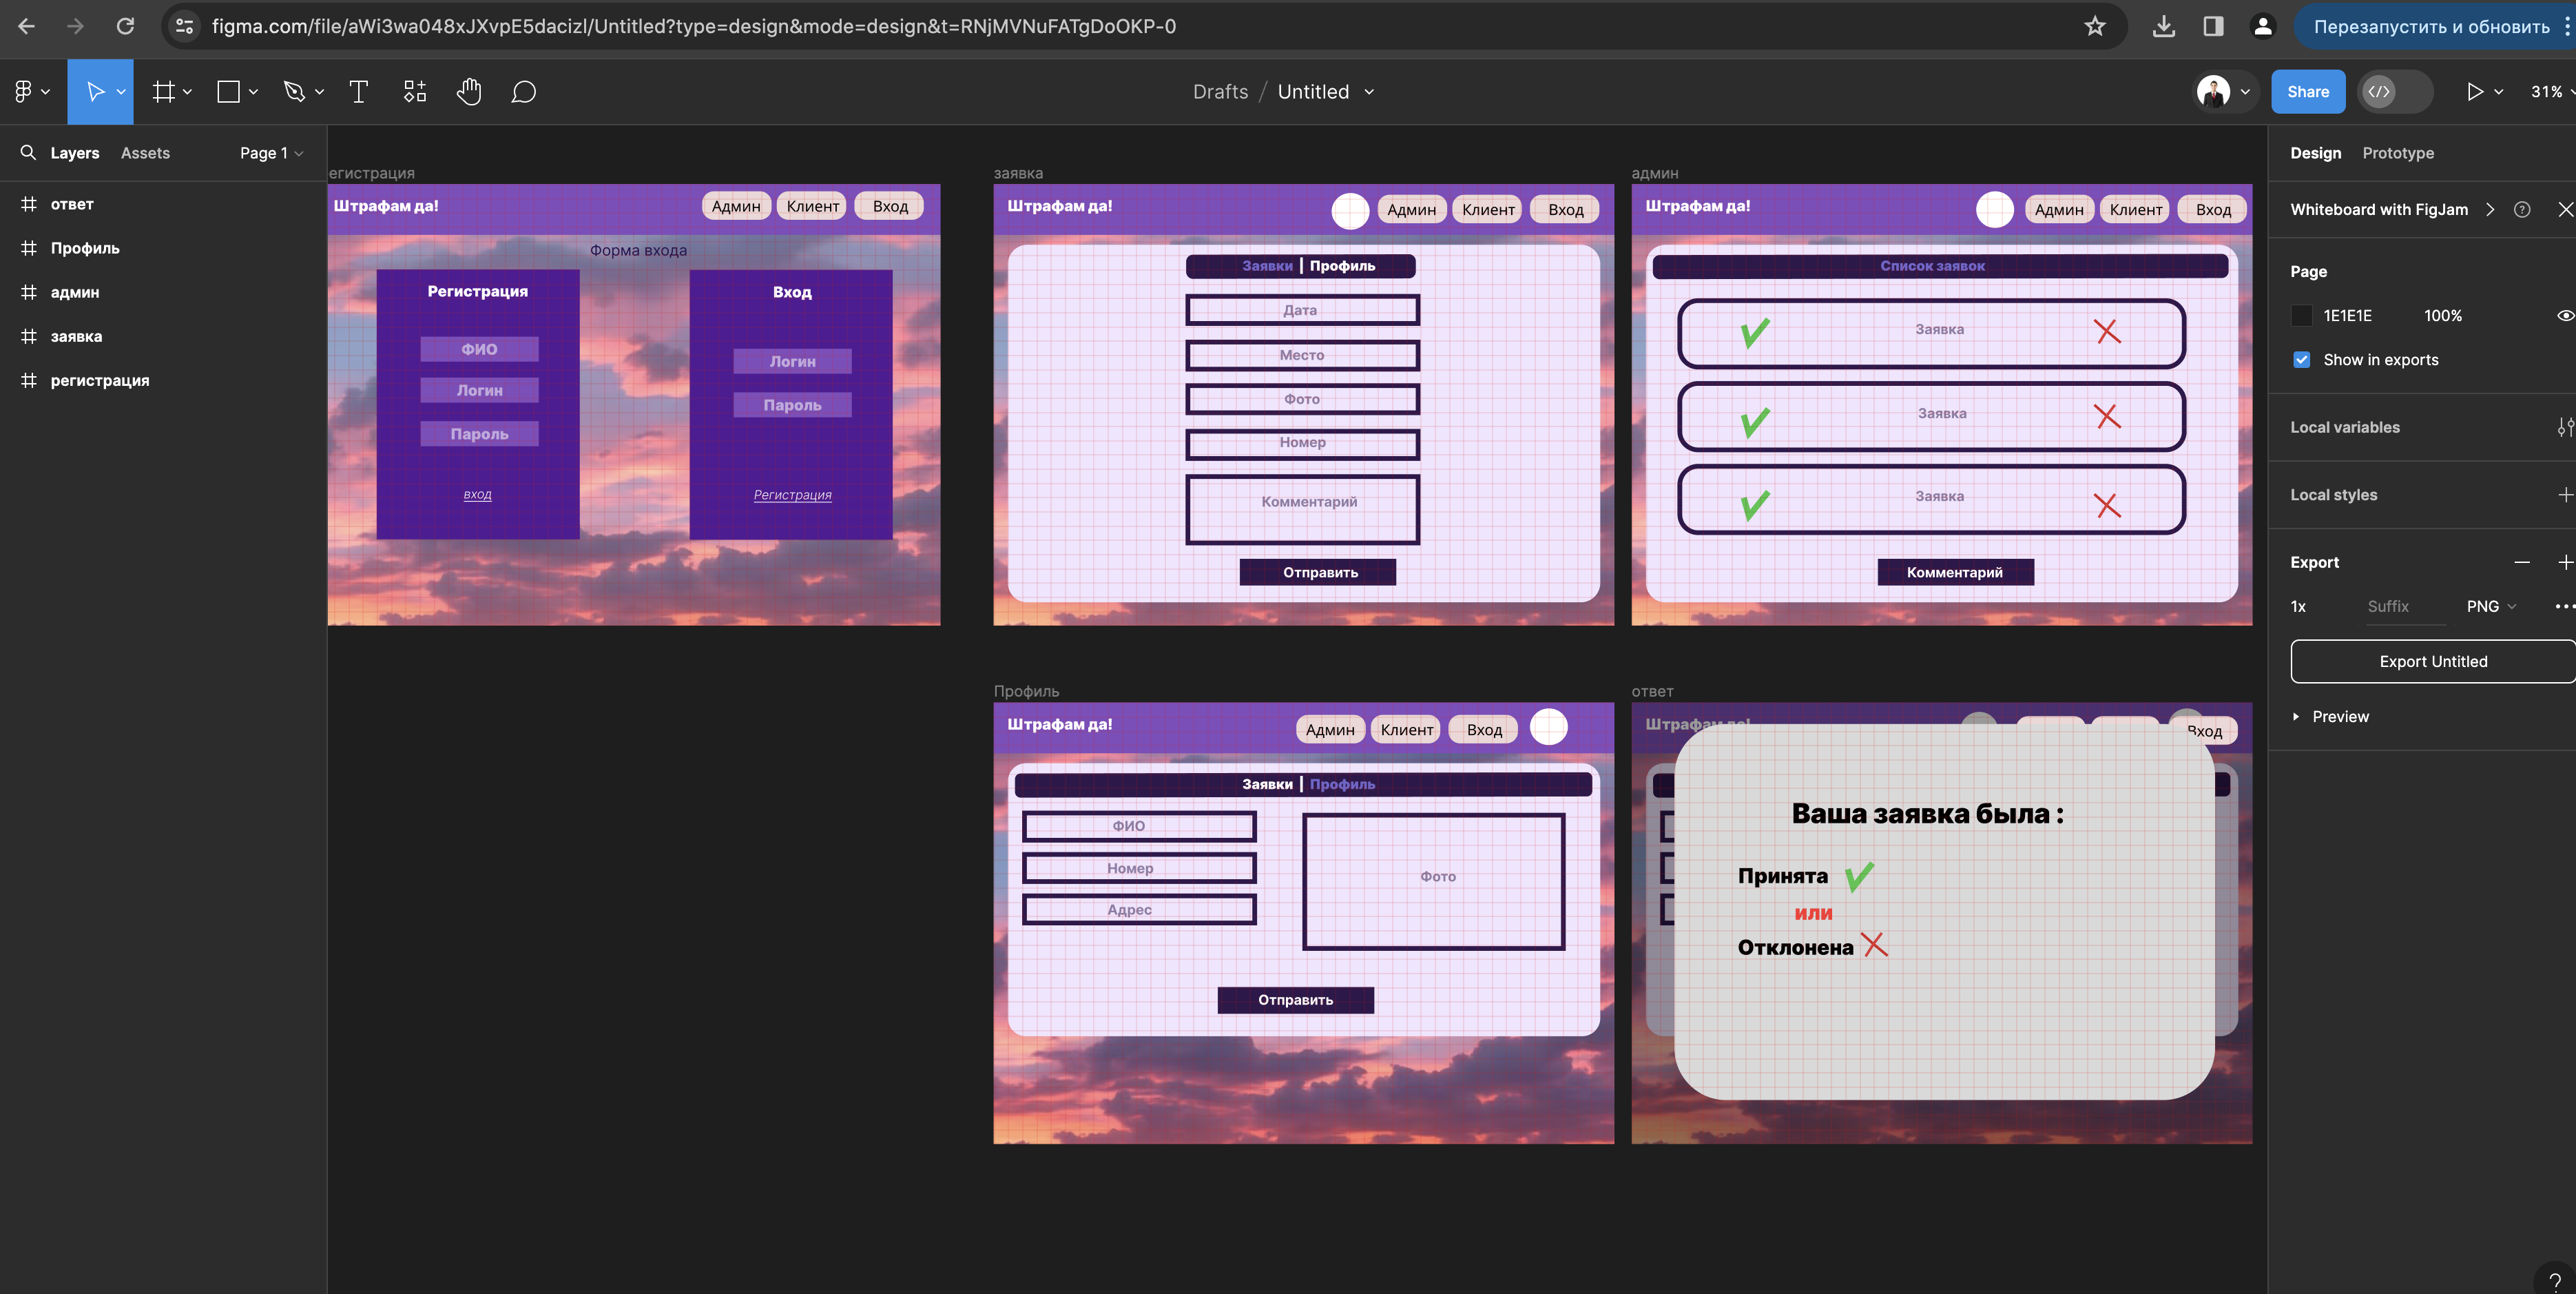 figma.com/file/aWi3wa048xJXvpE5dacizl/Untitled?type=design&mode=design&t=RNjMVNuFATgDoOKP-0
Перезапустить и обновить
Drafts / Untitled
Share
31%
Layers
Assets
Page 1
ответ
Профиль
админ
заявка
регистрация
егистрация
Штрафам да!
Админ
Клиент
Вход
Форма входа
Регистрация
ФИО
Логин
Пароль
вход
Вход
Логин
Пароль
Регистрация
заявка
Штрафам да!
Админ
Клиент
Вход
Заявки | Профиль
Дата
Место
Фото
Номер
Комментарий
Отправить
админ
Штрафам да!
Админ
Клиент
Вход
Список заявок
Заявка
Заявка
Заявка
Комментарий
Профиль
Штрафам да!
Админ
Клиент
Вход
Заявки | Профиль
ФИО
Номер
Адрес
Фото
Отправить
ответ
Штрафам да!
Вход
Ваша заявка была :
Принята
или
Отклонена
Design
Prototype
Whiteboard with FigJam
Page
1E1E1E
100%
Show in exports
Local variables
Local styles
Export
1x
Suffix
PNG
Export Untitled
Preview